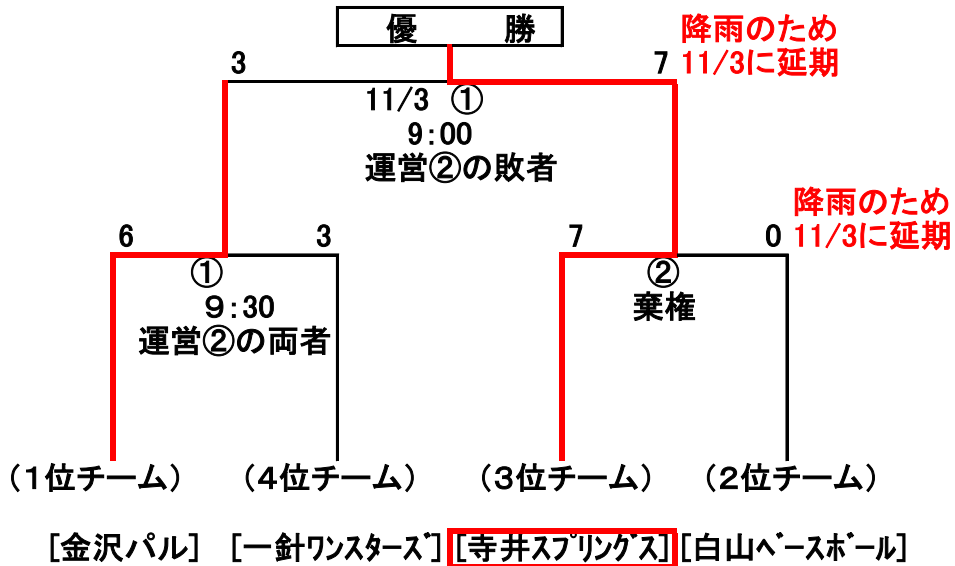 優　勝
降雨のため
11/3に延期
3
7
11/3 ①
9:00
運営②の敗者
降雨のため
11/3に延期
6
3
7
0
①
９:30
運営②の両者
②
棄権
(１位チーム)
(４位チーム)
(３位チーム)
(２位チーム)
[金沢パル]
[一針ﾜﾝｽﾀｰｽﾞ]
[寺井ｽﾌﾟﾘﾝｸﾞｽ]
[白山ﾍﾞｰｽﾎﾞｰﾙ]